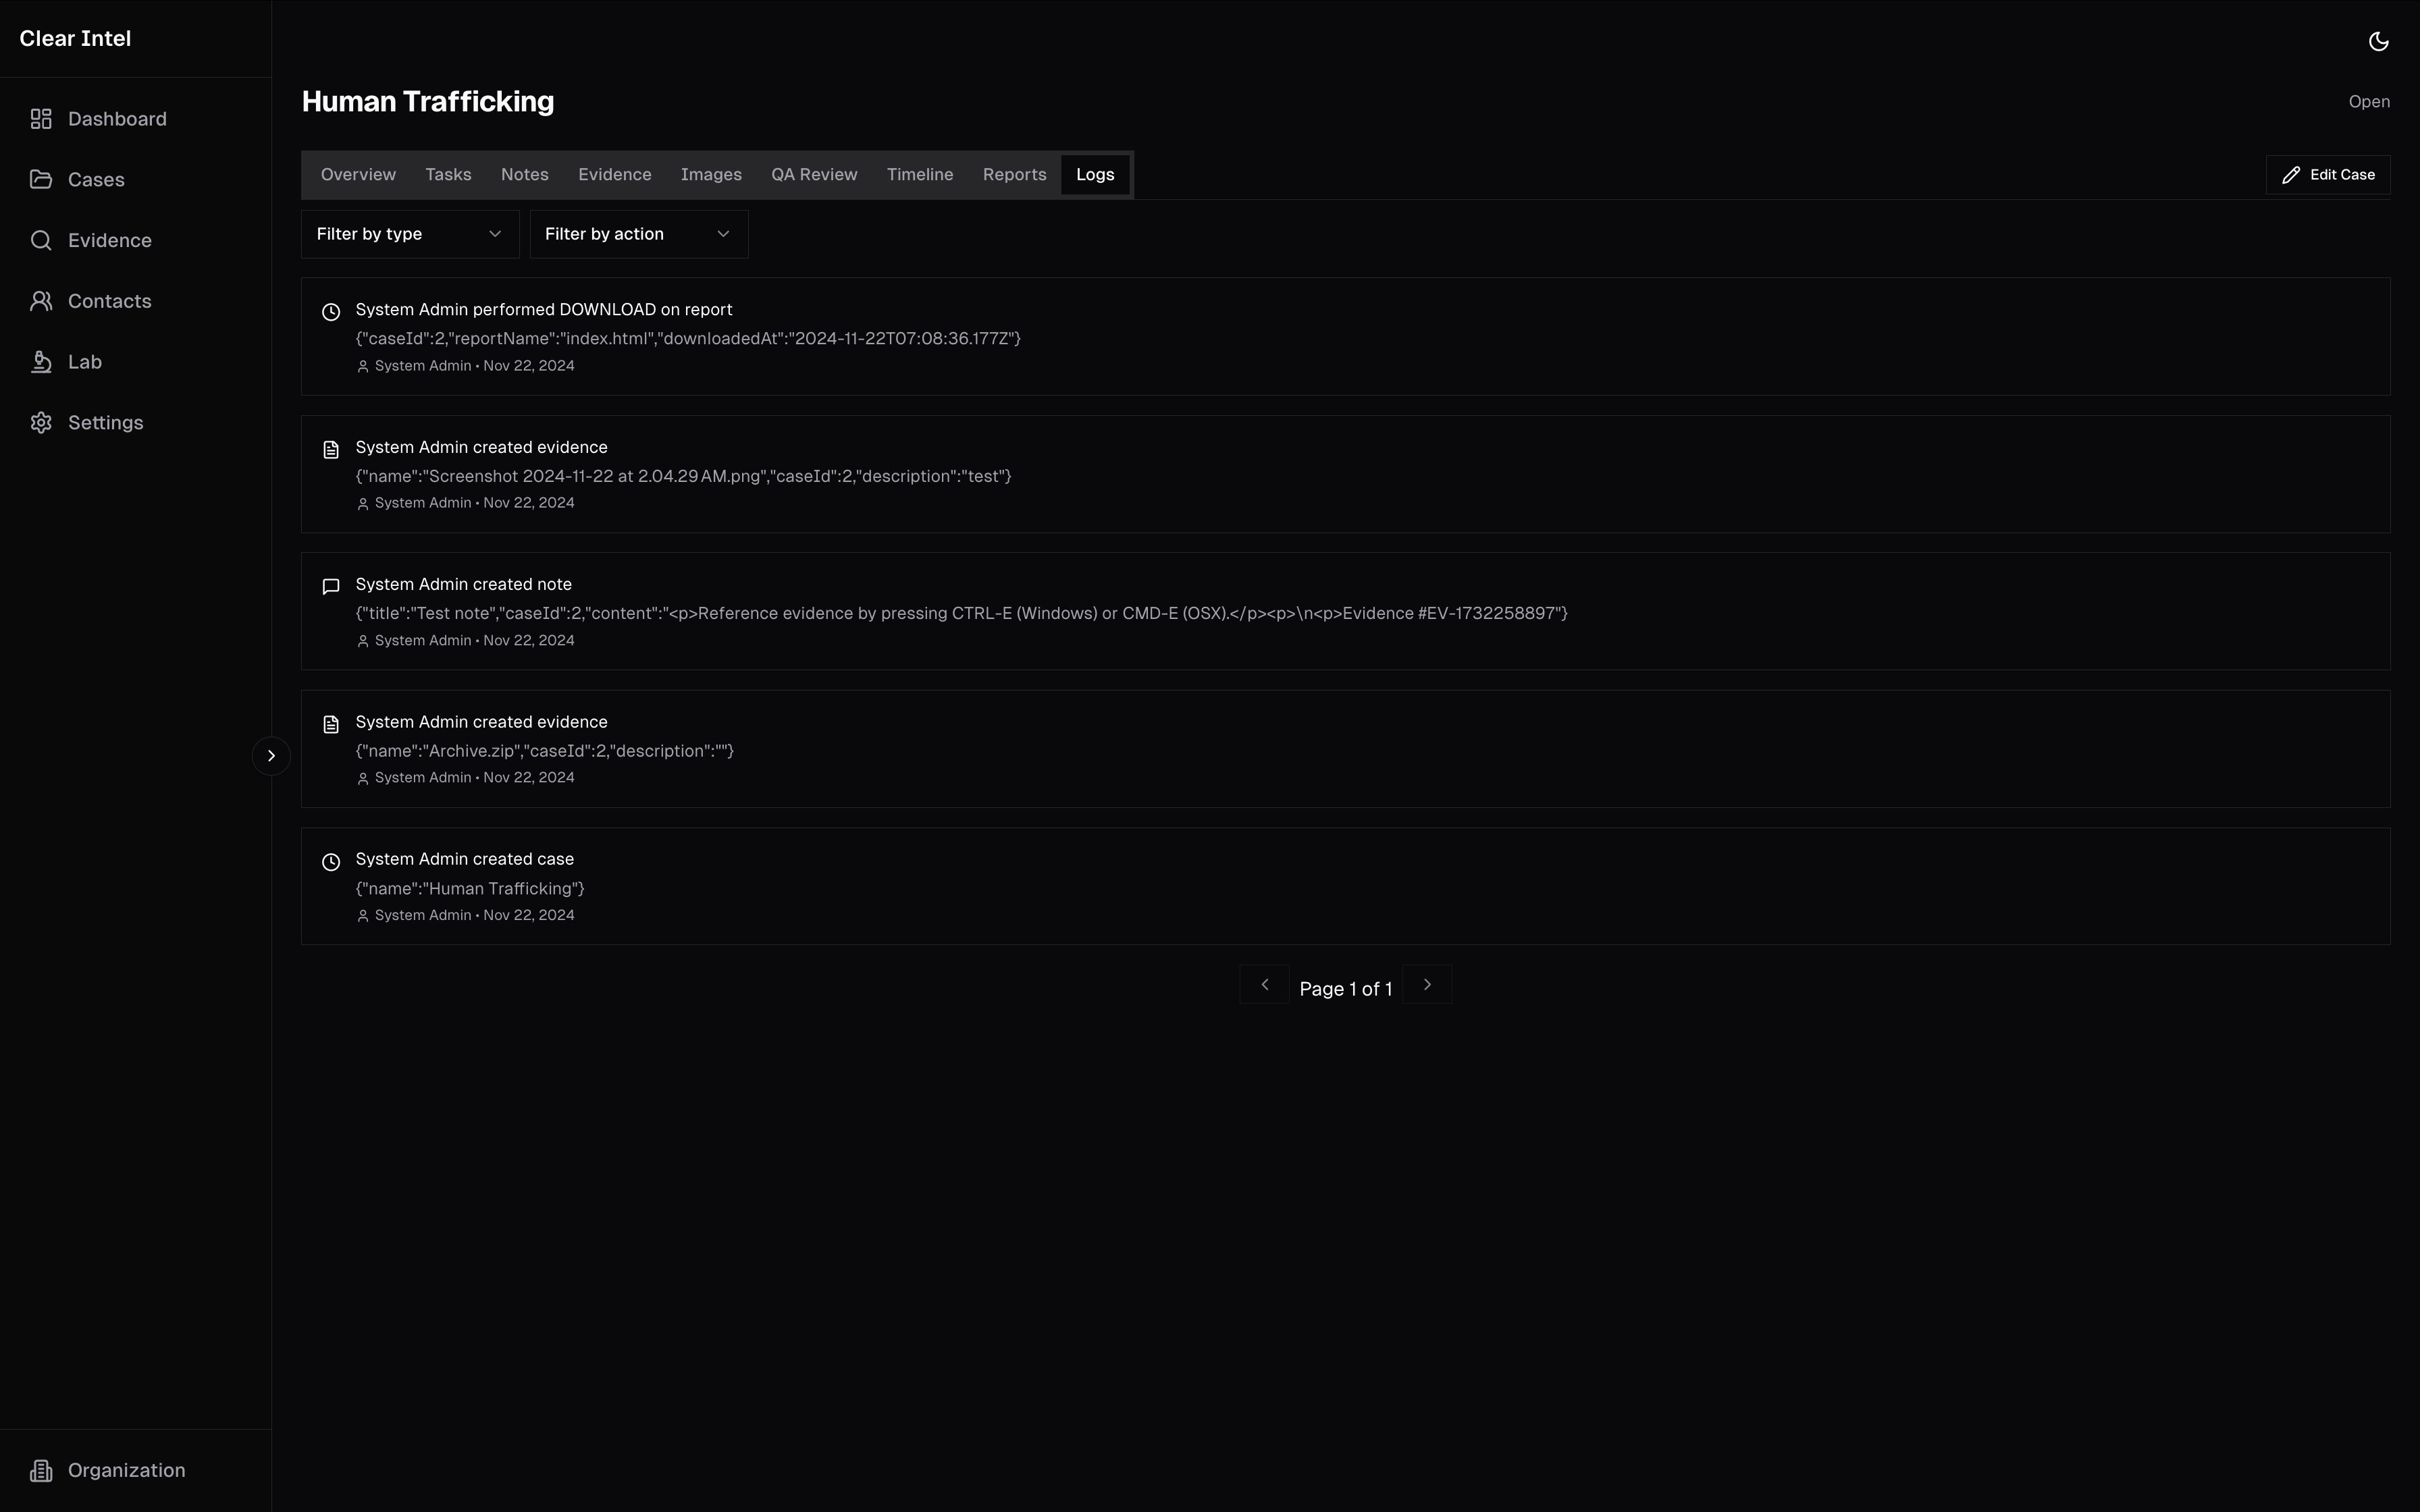 Clear Intel
Dashboard
Cases
Evidence
Contacts
Lab
Settings
Organization
Human Trafficking
Open
Overview Tasks Notes Evidence Images QA Review Timeline Reports Logs
Edit Case
Filter by type Filter by action
System Admin performed DOWNLOAD on report
{"caseId":2,"reportName":"index.html","downloadedAt":"2024-11-22T07:08:36.177Z"}
System Admin • Nov 22, 2024
System Admin created evidence
{"name":"Screenshot 2024-11-22 at 2.04.29 AM.png","caseId":2,"description":"test"}
System Admin • Nov 22, 2024
System Admin created note
{"title":"Test note","caseId":2,"content":"<p>Reference evidence by pressing CTRL-E (Windows) or CMD-E (OSX).</p><p>\n<p>Evidence #EV-1732258897"}
System Admin • Nov 22, 2024
System Admin created evidence
{"name":"Archive.zip","caseId":2,"description":""}
System Admin • Nov 22, 2024
System Admin created case
{"name":"Human Trafficking"}
System Admin • Nov 22, 2024
Page 1 of 1